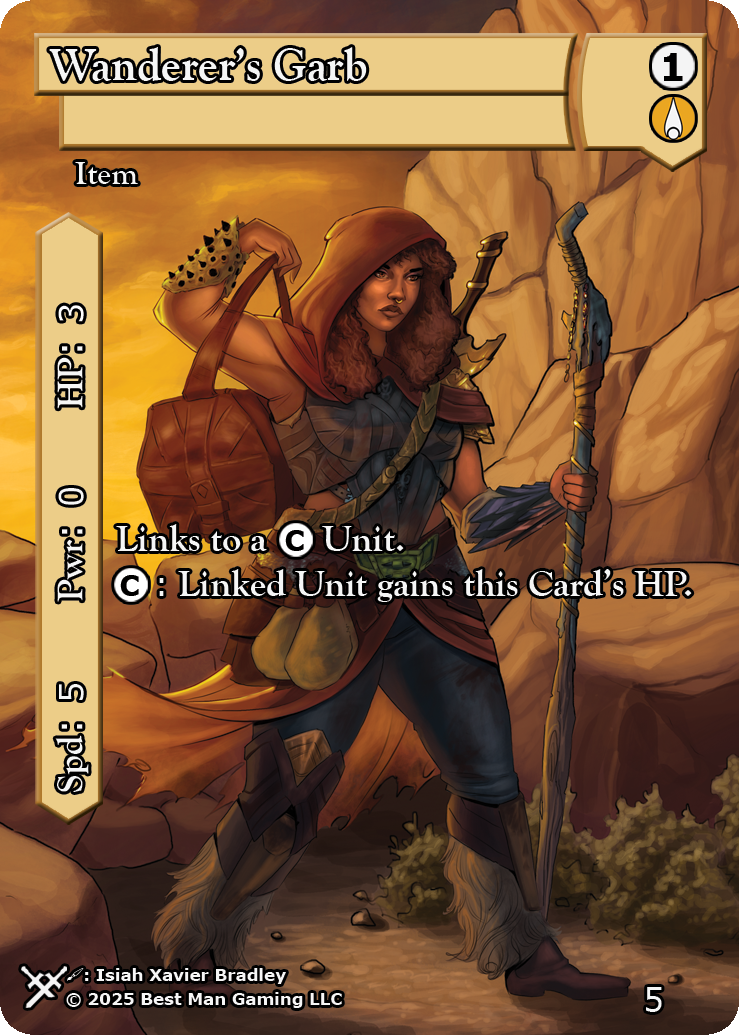 Wanderer's Garb
1
Item
HP: 3
Pwr: 0
Spd: 5
Links to a C Unit.
C: Linked Unit gains this Card's HP.
: Isiah Xavier Bradley
© 2025 Best Man Gaming LLC
5